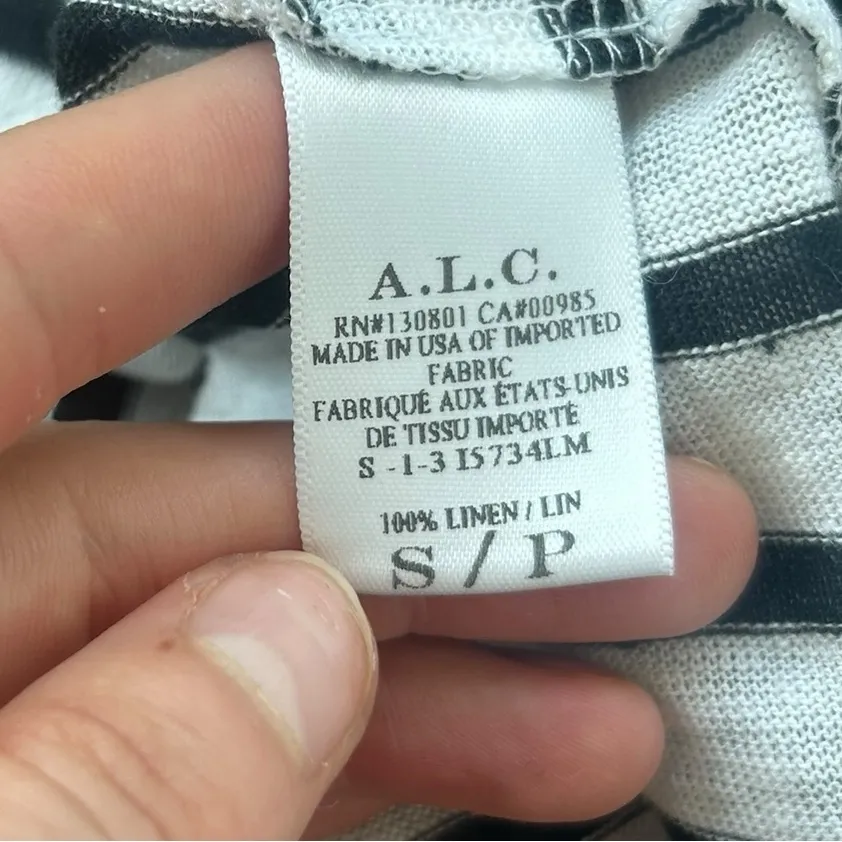 A.L.C.
RN#130801 CA#00985
MADE IN USA OF IMPORTED
FABRIC
FABRIQUÉ AUX ÉTATS-UNIS
DE TISSU IMPORTÉ
S -1-3 I5734LM
100% LINEN / LIN
S / P